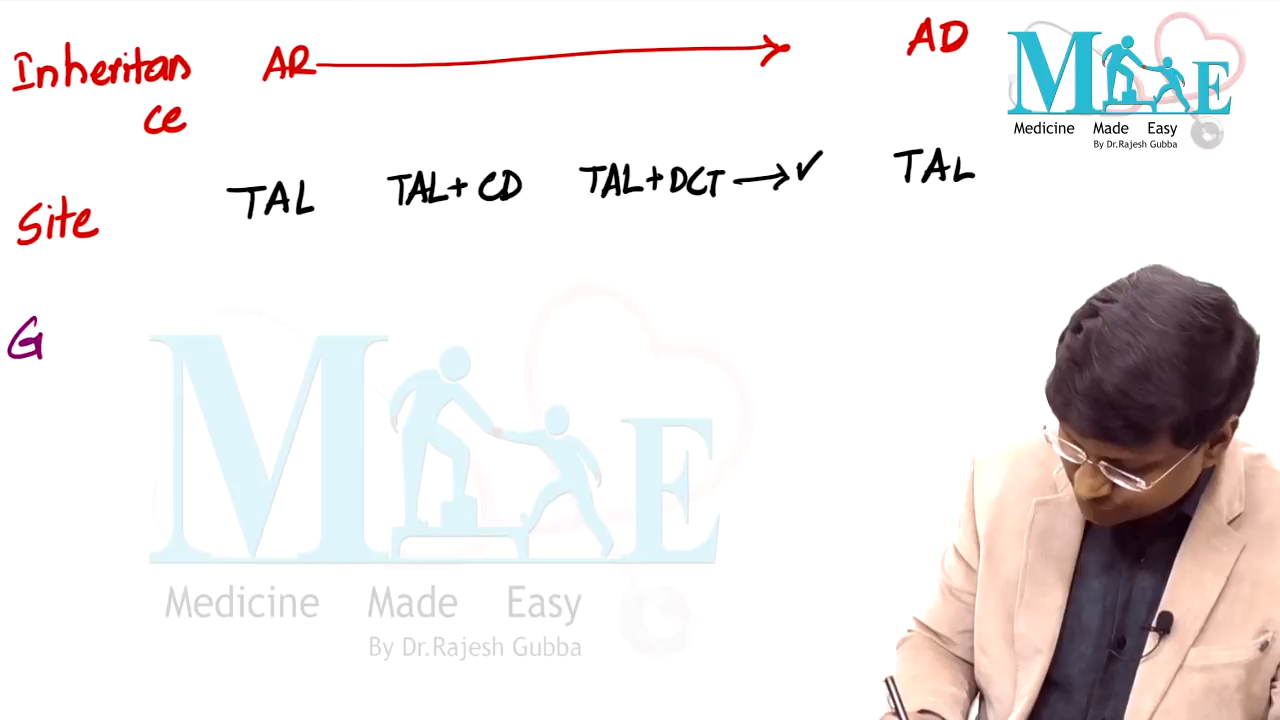 Inheritan
ce
AR
AD
Site
TAL
TAL + CD
TAL + DCT → ✓
TAL
G
M E
Medicine Made Easy
By Dr.Rajesh Gubba
M E
Medicine Made Easy
By Dr.Rajesh Gubba